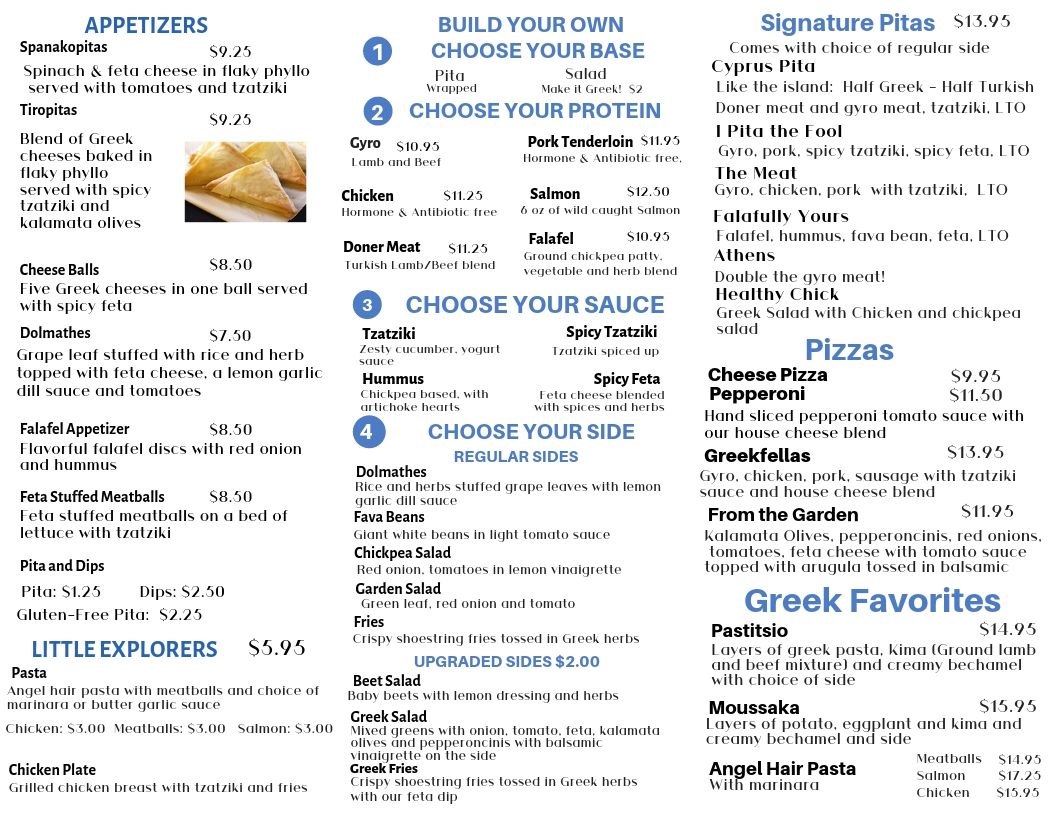 APPETIZERS
Spanakopitas $9.25
Spinach & feta cheese in flaky phyllo
served with tomatoes and tzatziki
Tiropitas $9.25
Blend of Greek
cheeses baked in
flaky phyllo
served with spicy
tzatziki and
kalamata olives
Cheese Balls $8.50
Five Greek cheeses in one ball served
with spicy feta
Dolmathes $7.50
Grape leaf stuffed with rice and herb
topped with feta cheese, a lemon garlic
dill sauce and tomatoes
Falafel Appetizer $8.50
Flavorful falafel discs with red onion
and hummus
Feta Stuffed Meatballs $8.50
Feta stuffed meatballs on a bed of
lettuce with tzatziki
Pita and Dips
Pita: $1.25 Dips: $2.50
Gluten-Free Pita: $2.25
LITTLE EXPLORERS $5.95
Pasta
Angel hair pasta with meatballs and choice of
marinara or butter garlic sauce
Chicken: $3.00 Meatballs: $3.00 Salmon: $3.00
Chicken Plate
Grilled chicken breast with tzatziki and fries
BUILD YOUR OWN
1 CHOOSE YOUR BASE
Pita Salad
Wrapped Make it Greek! $2
2 CHOOSE YOUR PROTEIN
Gyro $10.95 Pork Tenderloin $11.95
Lamb and Beef Hormone & Antibiotic free,
Chicken $11.25 Salmon $12.50
Hormone & Antibiotic free 6 oz of wild caught Salmon
Doner Meat $11.25 Falafel $10.95
Turkish Lamb/Beef blend Ground chickpea patty,
vegetable and herb blend
3 CHOOSE YOUR SAUCE
Tzatziki Spicy Tzatziki
Zesty cucumber, yogurt Tzatziki spiced up
sauce
Hummus Spicy Feta
Chickpea based, with Feta cheese blended
artichoke hearts with spices and herbs
4 CHOOSE YOUR SIDE
REGULAR SIDES
Dolmathes
Rice and herbs stuffed grape leaves with lemon
garlic dill sauce
Fava Beans
Giant white beans in light tomato sauce
Chickpea Salad
Red onion, tomatoes in lemon vinaigrette
Garden Salad
Green leaf, red onion and tomato
Fries
Crispy shoestring fries tossed in Greek herbs
UPGRADED SIDES $2.00
Beet Salad
Baby beets with lemon dressing and herbs
Greek Salad
Mixed greens with onion, tomato, feta, kalamata
olives and pepperoncinis with balsamic
vinaigrette on the side
Greek Fries
Crispy shoestring fries tossed in Greek herbs
with our feta dip
Signature Pitas $13.95
Comes with choice of regular side
Cyprus Pita
Like the island: Half Greek - Half Turkish
Doner meat and gyro meat, tzatziki, LTO
I Pita the Fool
Gyro, pork, spicy tzatziki, spicy feta, LTO
The Meat
Gyro, chicken, pork with tzatziki, LTO
Falafully Yours
Falafel, hummus, fava bean, feta, LTO
Athens
Double the gyro meat!
Healthy Chick
Greek Salad with Chicken and chickpea
salad
Pizzas
Cheese Pizza $9.95
Pepperoni $11.50
Hand sliced pepperoni tomato sauce with
our house cheese blend
Greekfellas $13.95
Gyro, chicken, pork, sausage with tzatziki
sauce and house cheese blend
From the Garden $11.95
Kalamata Olives, pepperoncinis, red onions,
tomatoes, feta cheese with tomato sauce
topped with arugula tossed in balsamic
Greek Favorites
Pastitsio $14.95
Layers of greek pasta, kima (Ground lamb
and beef mixture) and creamy bechamel
with choice of side
Moussaka $15.95
Layers of potato, eggplant and kima and
creamy bechamel and side
Angel Hair Pasta
With marinara
Meatballs $14.95
Salmon $17.25
Chicken $15.95